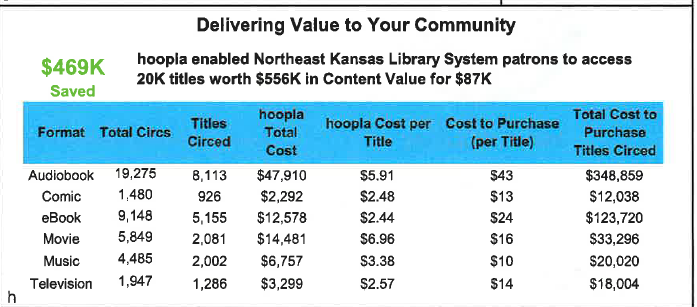 Delivering Value to Your Community
$469K
Saved
hoopla enabled Northeast Kansas Library System patrons to access
20K titles worth $556K in Content Value for $87K
Format Total Circs Titles Circed hoopla Total Cost hoopla Cost per Title Cost to Purchase (per Title) Total Cost to Purchase Titles Circed
Audiobook 19,275 8,113 $47,910 $5.91 $43 $348,859
Comic 1,480 926 $2,292 $2.48 $13 $12,038
eBook 9,148 5,155 $12,578 $2.44 $24 $123,720
Movie 5,849 2,081 $14,481 $6.96 $16 $33,296
Music 4,485 2,002 $6,757 $3.38 $10 $20,020
Television 1,947 1,286 $3,299 $2.57 $14 $18,004
h